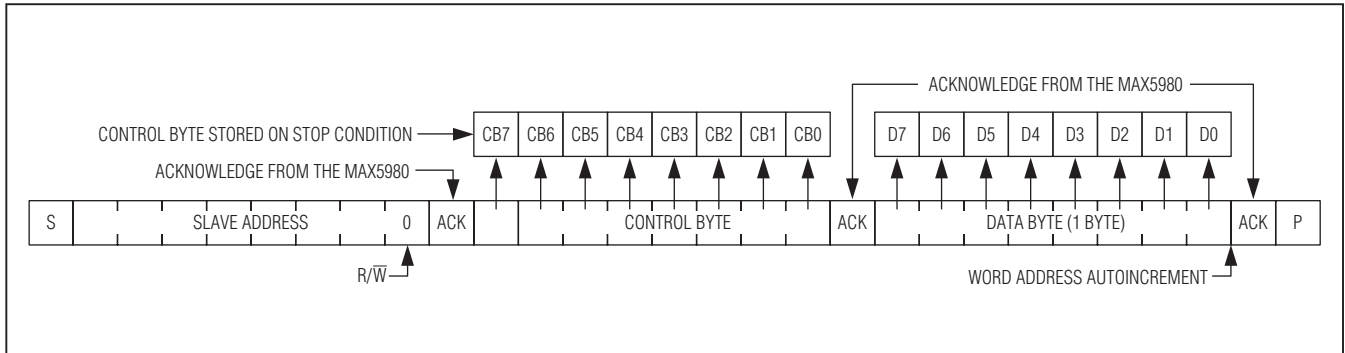 ACKNOWLEDGE FROM THE MAX5980
CONTROL BYTE STORED ON STOP CONDITION
CB7 CB6 CB5 CB4 CB3 CB2 CB1 CB0
D7 D6 D5 D4 D3 D2 D1 D0
ACKNOWLEDGE FROM THE MAX5980
S SLAVE ADDRESS 0 ACK CONTROL BYTE ACK DATA BYTE (1 BYTE) ACK P
R/W̅
WORD ADDRESS AUTOINCREMENT